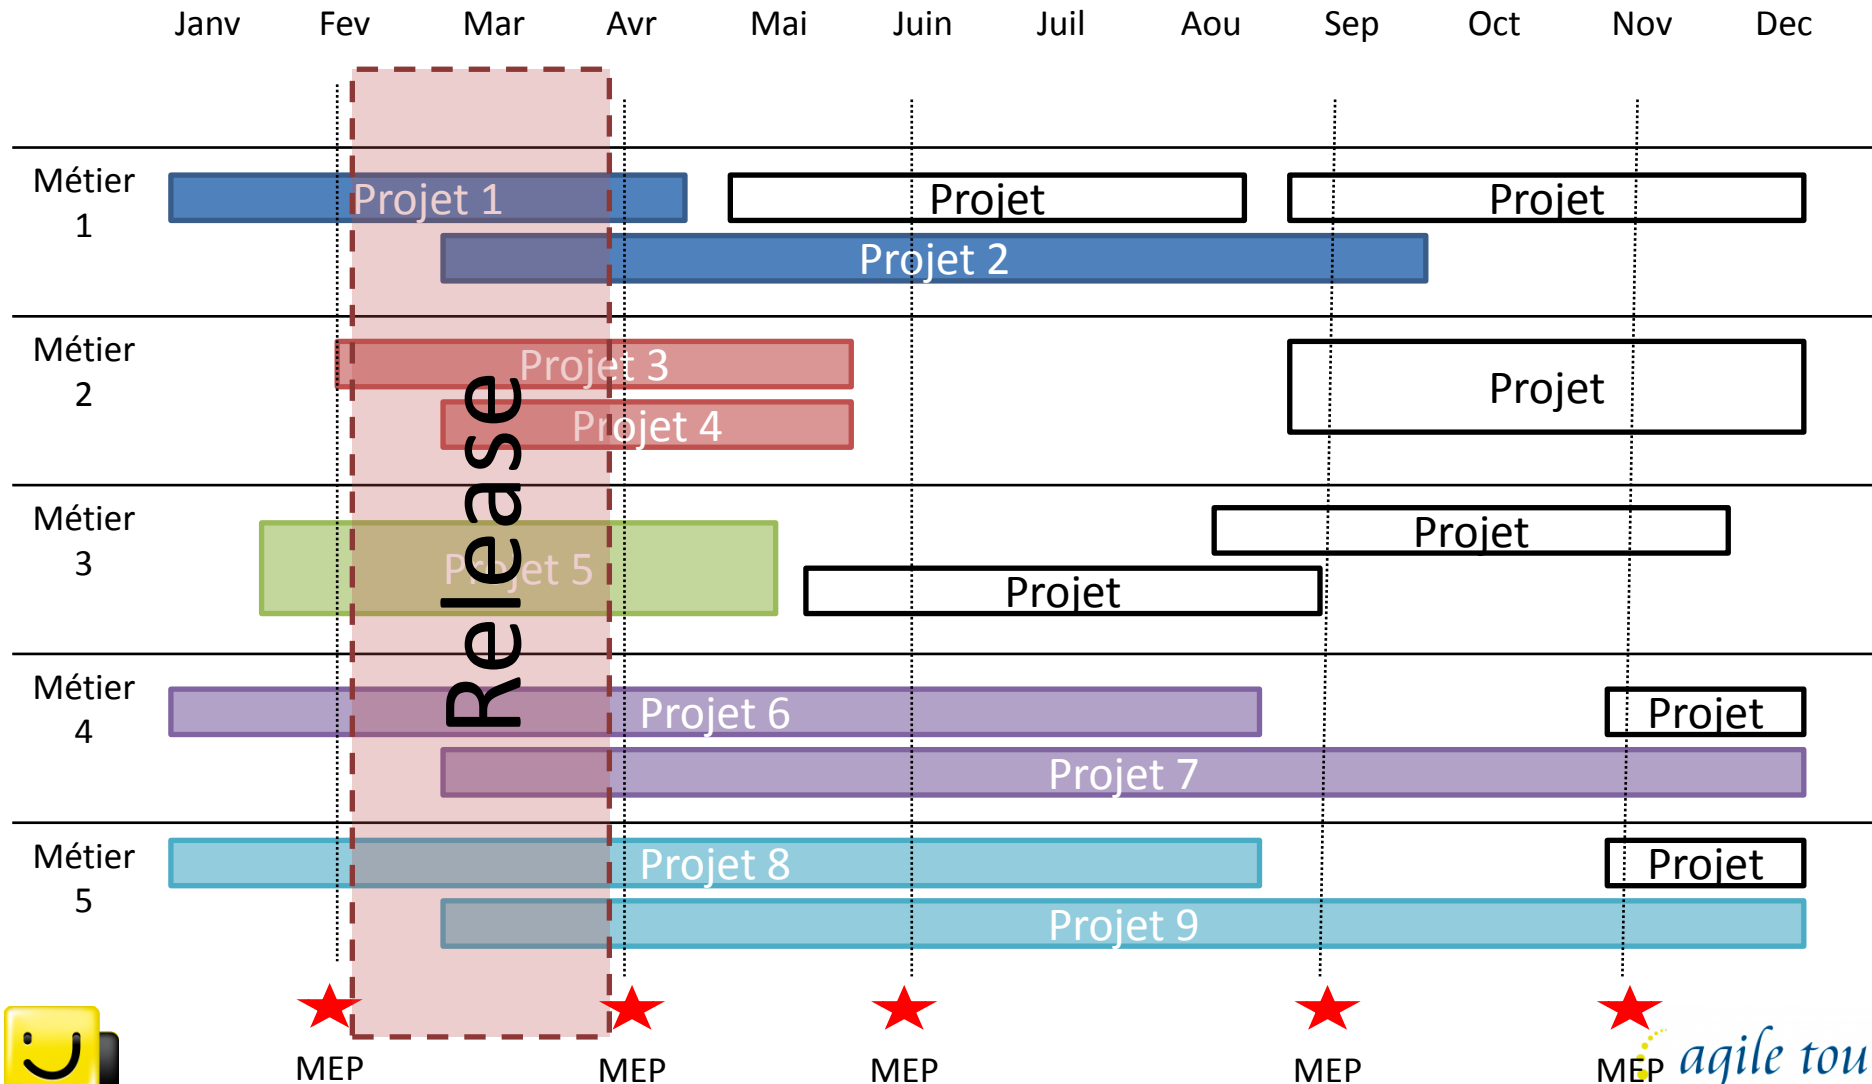 Janv Fev Mar Avr Mai Juin Juil Aou Sep Oct Nov Dec
Métier
1
Projet 1
Projet
Projet
Projet 2
Métier
2
Projet 3
Projet 4
Projet
Métier
3
Projet 5
Projet
Projet
Release
Métier
4
Projet 6
Projet
Projet 7
Métier
5
Projet 8
Projet
Projet 9
MEP MEP MEP MEP MEP
agile tou